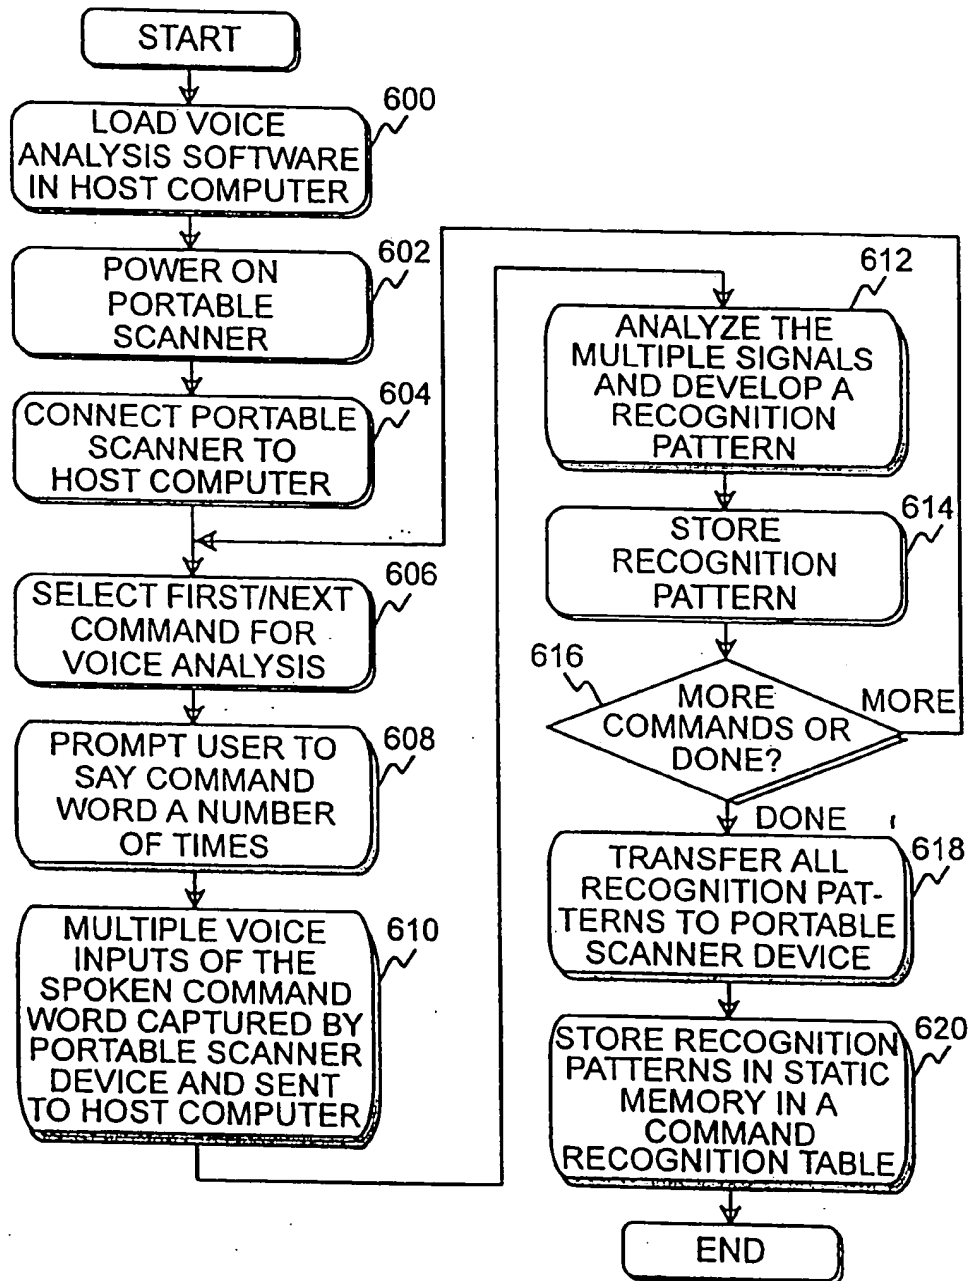 START
600
LOAD VOICE
ANALYSIS SOFTWARE
IN HOST COMPUTER
602
POWER ON
PORTABLE
SCANNER
604
CONNECT PORTABLE
SCANNER TO
HOST COMPUTER
606
SELECT FIRST/NEXT
COMMAND FOR
VOICE ANALYSIS
608
PROMPT USER TO
SAY COMMAND
WORD A NUMBER
OF TIMES
610
MULTIPLE VOICE
INPUTS OF THE
SPOKEN COMMAND
WORD CAPTURED BY
PORTABLE SCANNER
DEVICE AND SENT
TO HOST COMPUTER
612
ANALYZE THE
MULTIPLE SIGNALS
AND DEVELOP A
RECOGNITION
PATTERN
614
STORE
RECOGNITION
PATTERN
616
MORE
COMMANDS OR
DONE?
MORE
DONE
618
TRANSFER ALL
RECOGNITION PAT-
TERNS TO PORTABLE
SCANNER DEVICE
620
STORE RECOGNITION
PATTERNS IN STATIC
MEMORY IN A
COMMAND
RECOGNITION TABLE
END